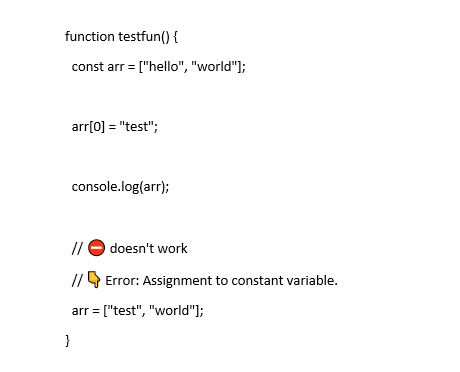 function testfun() {
const arr = ["hello", "world"];
arr[0] = "test";
console.log(arr);
// ⛔ doesn't work
// 👇 Error: Assignment to constant variable.
arr = ["test", "world"];
}